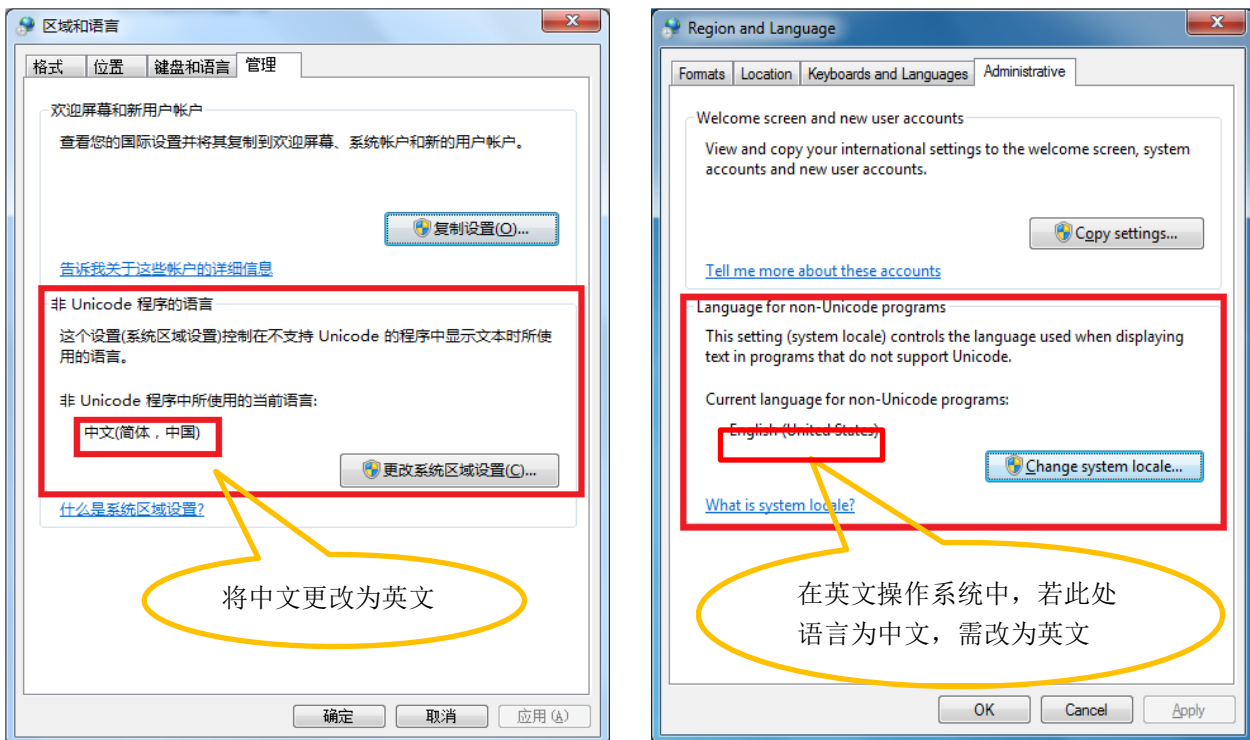 区域和语言
格式 位置 键盘和语言 管理
欢迎屏幕和新用户帐户
查看您的国际设置并将其复制到欢迎屏幕、系统帐户和新的用户帐户。
复制设置(O)...
告诉我关于这些帐户的详细信息
非 Unicode 程序的语言
这个设置(系统区域设置)控制在不支持 Unicode 的程序中显示文本时所使
用的语言。
非 Unicode 程序中所使用的当前语言:
中文(简体，中国)
更改系统区域设置(C)...
什么是系统区域设置?
将中文更改为英文
确定 取消 应用(A)
Region and Language
Formats Location Keyboards and Languages Administrative
Welcome screen and new user accounts
View and copy your international settings to the welcome screen, system
accounts and new user accounts.
Copy settings...
Tell me more about these accounts
Language for non-Unicode programs
This setting (system locale) controls the language used when displaying
text in programs that do not support Unicode.
Current language for non-Unicode programs:
English (United States)
Change system locale...
What is system locale?
在英文操作系统中，若此处
语言为中文，需改为英文
OK Cancel Apply